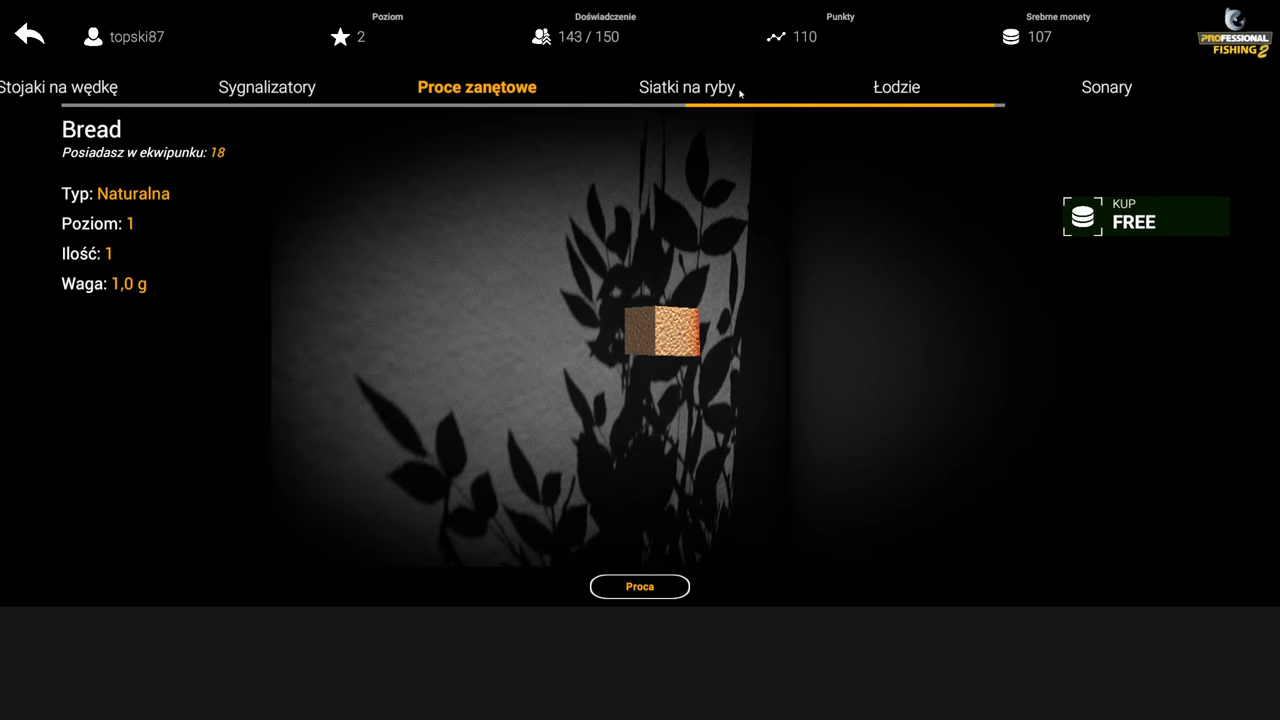 Poziom
Doświadczenie
Punkty
Srebrne monety
topski87
2
143 / 150
110
107
PROFESSIONAL
FISHING 2
Stojaki na wędkę
Sygnalizatory
Proce zanętowe
Siatki na ryby
Łodzie
Sonary
Bread
Posiadasz w ekwipunku: 18
Typ: Naturalna
Poziom: 1
Ilość: 1
Waga: 1,0 g
KUP
FREE
Proca